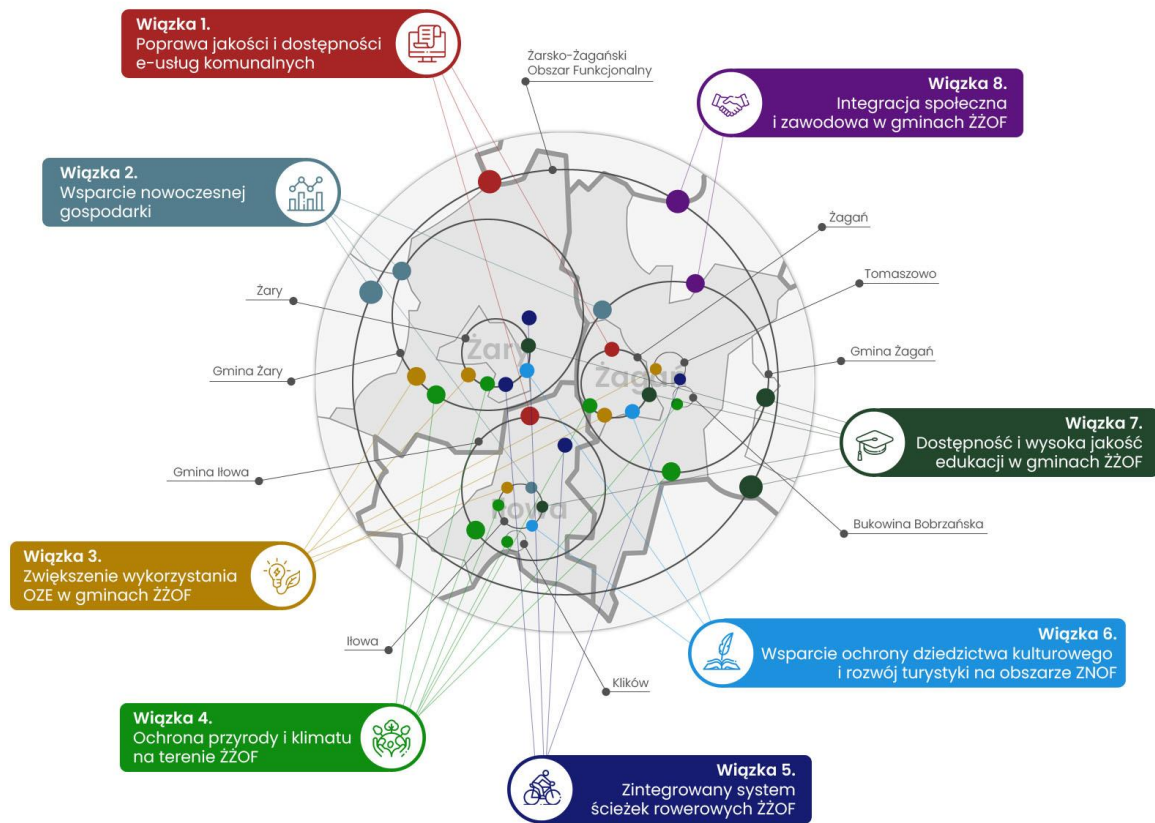 Wiązka 1.
Poprawa jakości i dostępności
e-usług komunalnych
Żarsko-Żagański
Obszar Funkcjonalny
Wiązka 8.
Integracja społeczna
i zawodowa w gminach ŻŻOF
Wiązka 2.
Wsparcie nowoczesnej
gospodarki
Żagań
Tomaszowo
Żary
Gmina Żary
Żary
Żagań
Gmina Żagań
Wiązka 7.
Dostępność i wysoka jakość
edukacji w gminach ŻŻOF
Gmina Iłowa
Iłowa
Bukowina Bobrzańska
Wiązka 3.
Zwiększenie wykorzystania
OZE w gminach ŻŻOF
Iłowa
Klików
Wiązka 6.
Wsparcie ochrony dziedzictwa kulturowego
i rozwój turystyki na obszarze ZNOF
Wiązka 4.
Ochrona przyrody i klimatu
na terenie ŻŻOF
Wiązka 5.
Zintegrowany system
ścieżek rowerowych ŻŻOF